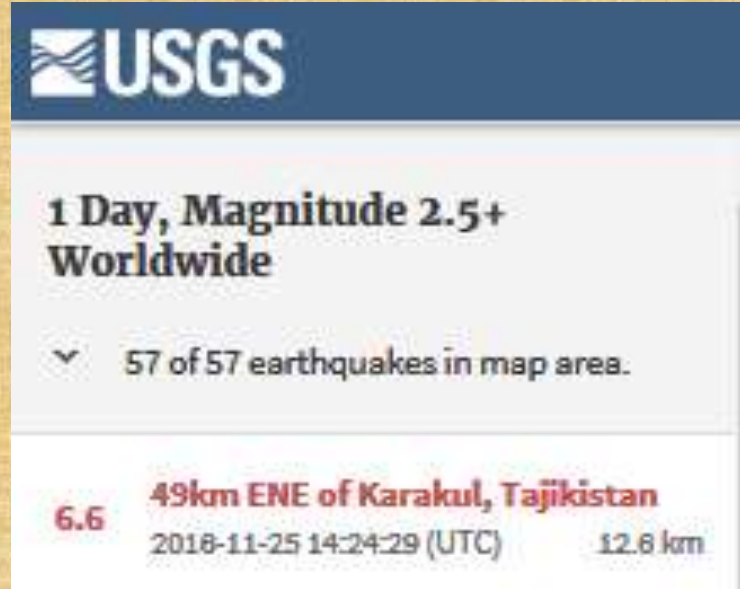 USGS
1 Day, Magnitude 2.5+
Worldwide
57 of 57 earthquakes in map area.
6.6 49km ENE of Karakul, Tajikistan
2016-11-25 14:24:29 (UTC) 12.6 km